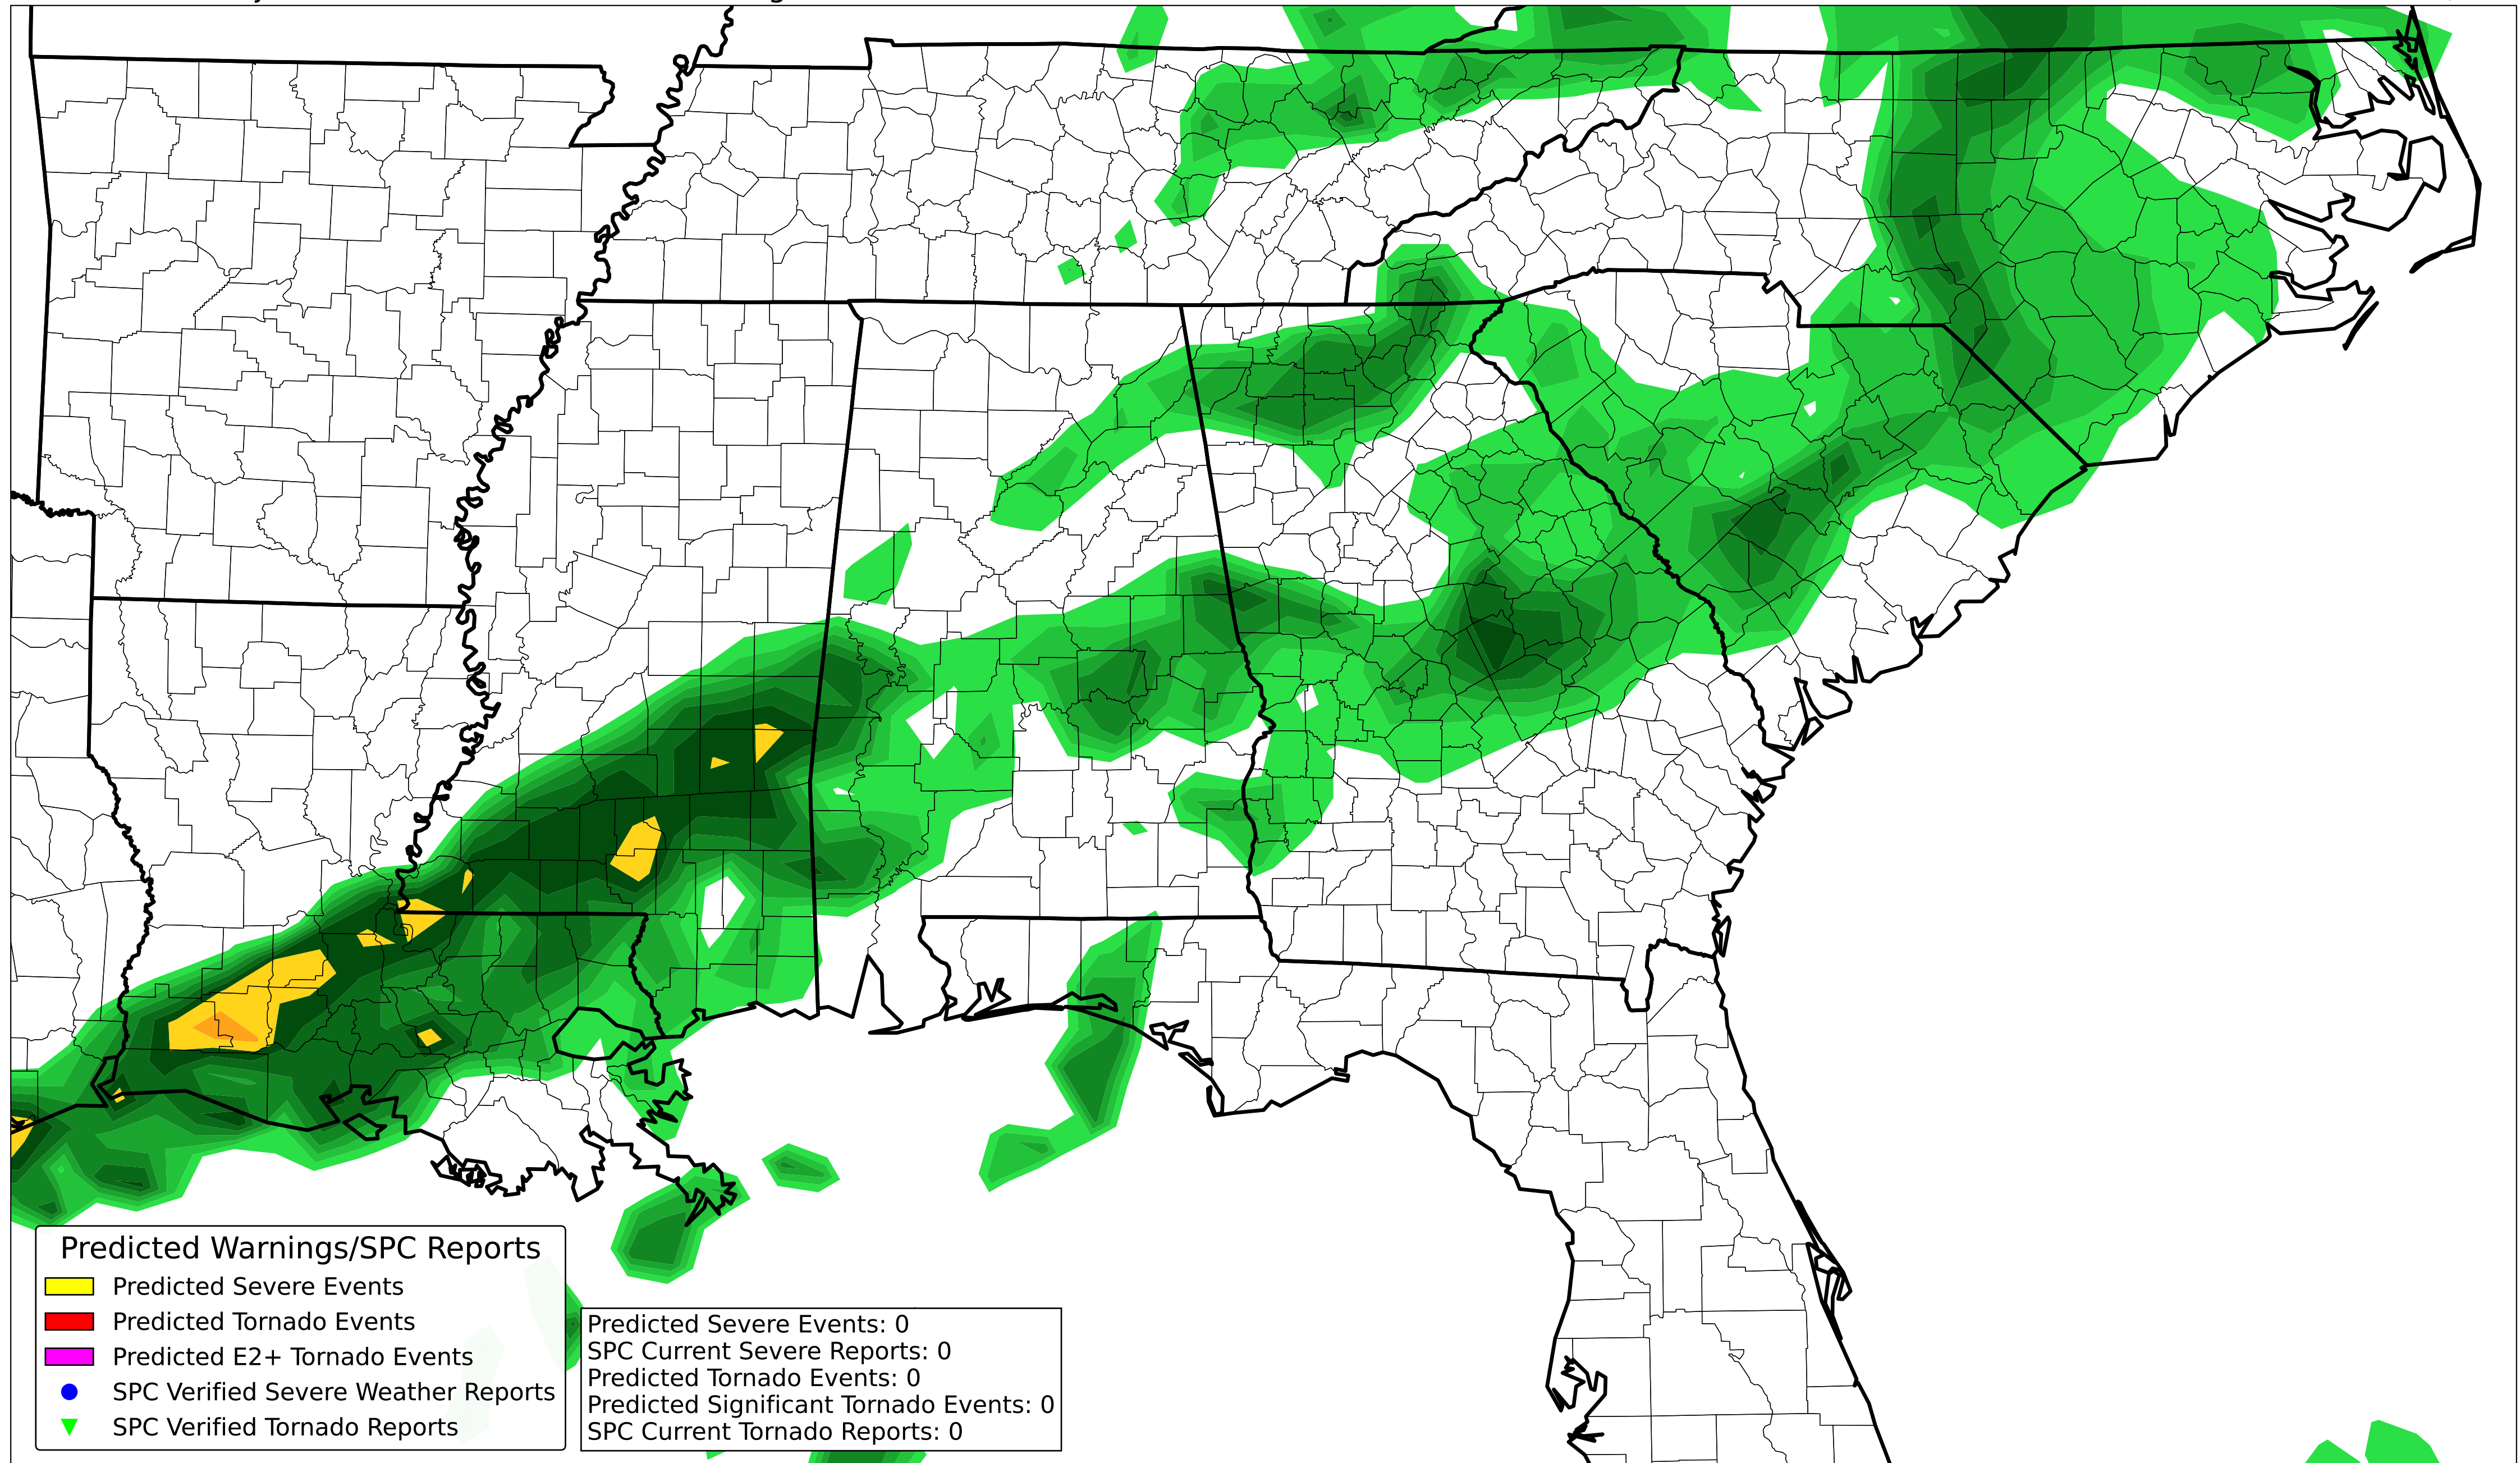 Predicted Warnings/SPC Reports
Predicted Severe Events
Predicted Tornado Events
Predicted E2+ Tornado Events
SPC Verified Severe Weather Reports
SPC Verified Tornado Reports
Predicted Severe Events: 0
SPC Current Severe Reports: 0
Predicted Tornado Events: 0
Predicted Significant Tornado Events: 0
SPC Current Tornado Reports: 0